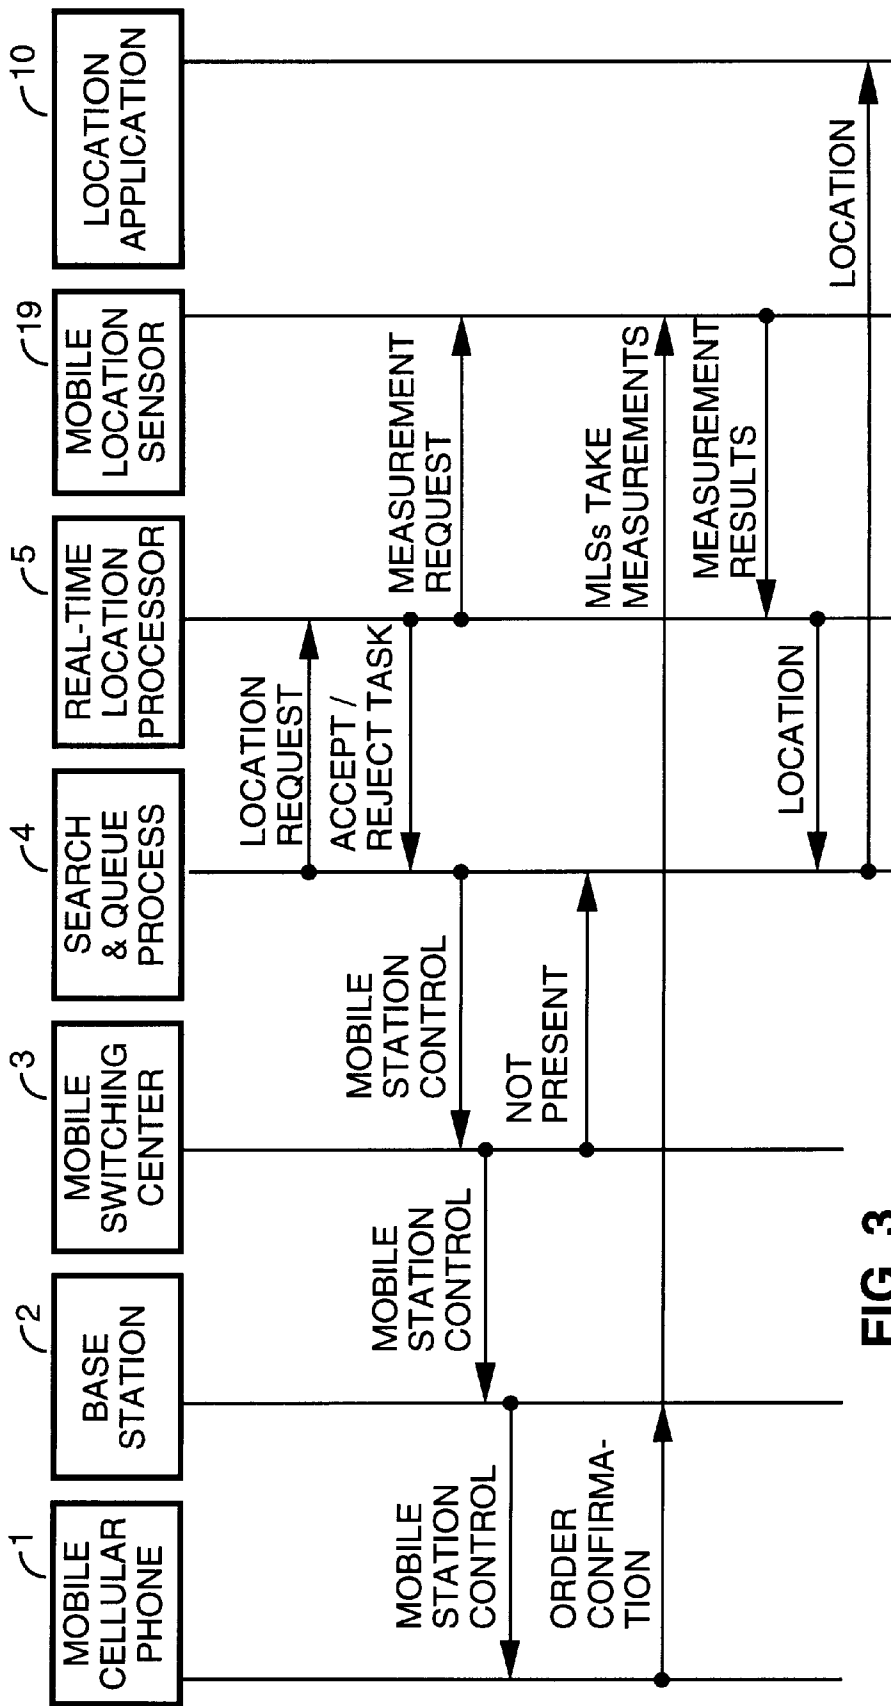 1
MOBILE
CELLULAR
PHONE
2
BASE
STATION
3
MOBILE
SWITCHING
CENTER
4
SEARCH
& QUEUE
PROCESS
5
REAL-TIME
LOCATION
PROCESSOR
19
MOBILE
LOCATION
SENSOR
10
LOCATION
APPLICATION
LOCATION
REQUEST
ACCEPT /
REJECT TASK
MOBILE
STATION
CONTROL
MEASUREMENT
REQUEST
MOBILE
STATION
CONTROL
MOBILE
STATION
CONTROL
NOT
PRESENT
ORDER
CONFIRMA-
TION
MLSs TAKE
MEASUREMENTS
MEASUREMENT
RESULTS
LOCATION
LOCATION
FIG. 3